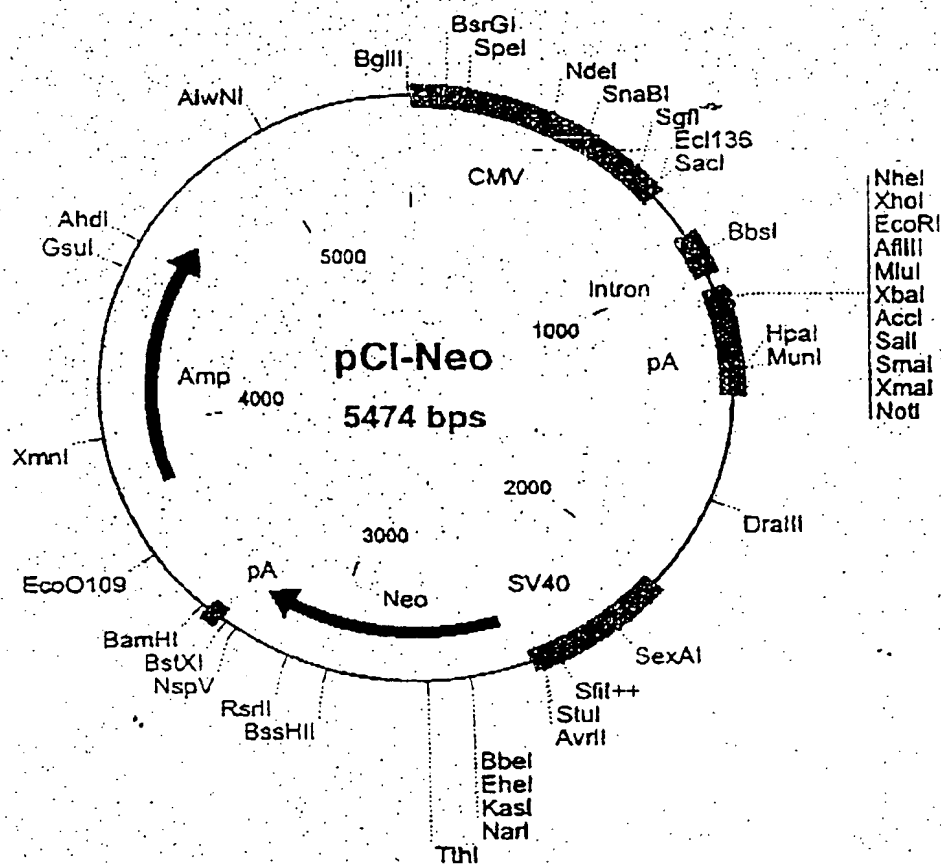 BsrGI
SpeI
BglII
NdeI
SnaBI
SgfI
Ecl136
SacI
AlwNI
CMV
NheI
XhoI
EcoRI
AflIII
MluI
XbaI
AccI
SalI
SmaI
XmaI
NotI
BbsI
AhdI
GsuI
5000
Intron
1000
HpaI
MunI
pA
pCI-Neo
5474 bps
Amp
4000
XmnI
2000
DraIII
3000
pA
Neo
SV40
EcoO109
BamHI
BstXI
NspV
SexAI
SfiI++
StuI
AvrII
RsrII
BssHII
BbeI
EheI
KasI
NarI
TthI